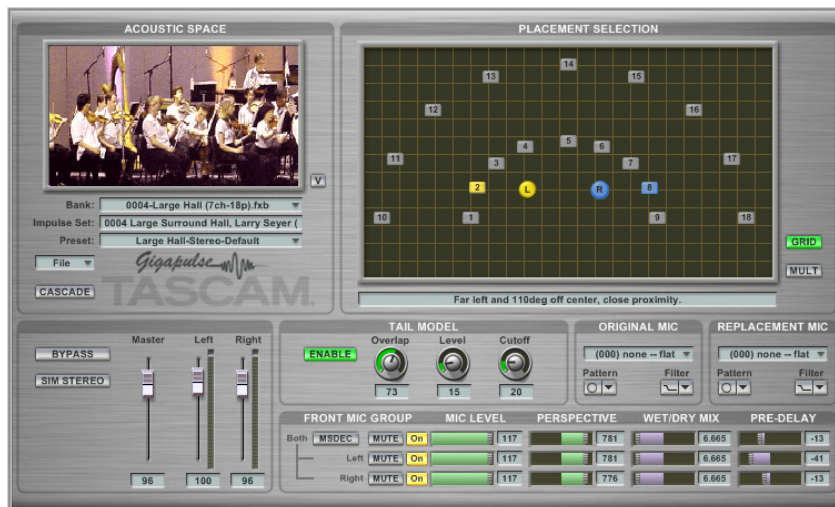 ACOUSTIC SPACE
V
Bank: 0004-Large Hall (7ch-18p).fxb
Impulse Set: 0004 Large Surround Hall, Larry Seyer (
Preset: Large Hall-Stereo-Default
File
Gigapulse
CASCADE
TASCAM
PLACEMENT SELECTION
14
13
15
12
16
5
4
6
11
3
7
17
2
L
R
8
10
1
9
18
GRID
MULT
Far left and 110deg off center, close proximity.
BYPASS
SIM STEREO
Master Left Right
96 100 96
TAIL MODEL
ENABLE
Overlap Level Cutoff
73 15 20
ORIGINAL MIC
(000) none -- flat
Pattern Filter
REPLACEMENT MIC
(000) none -- flat
Pattern Filter
FRONT MIC GROUP MIC LEVEL PERSPECTIVE WET/DRY MIX PRE-DELAY
Both MSDEC MUTE On 117 781 6.665 -13
Left MUTE On 117 781 6.665 -41
Right MUTE On 117 776 6.665 -13